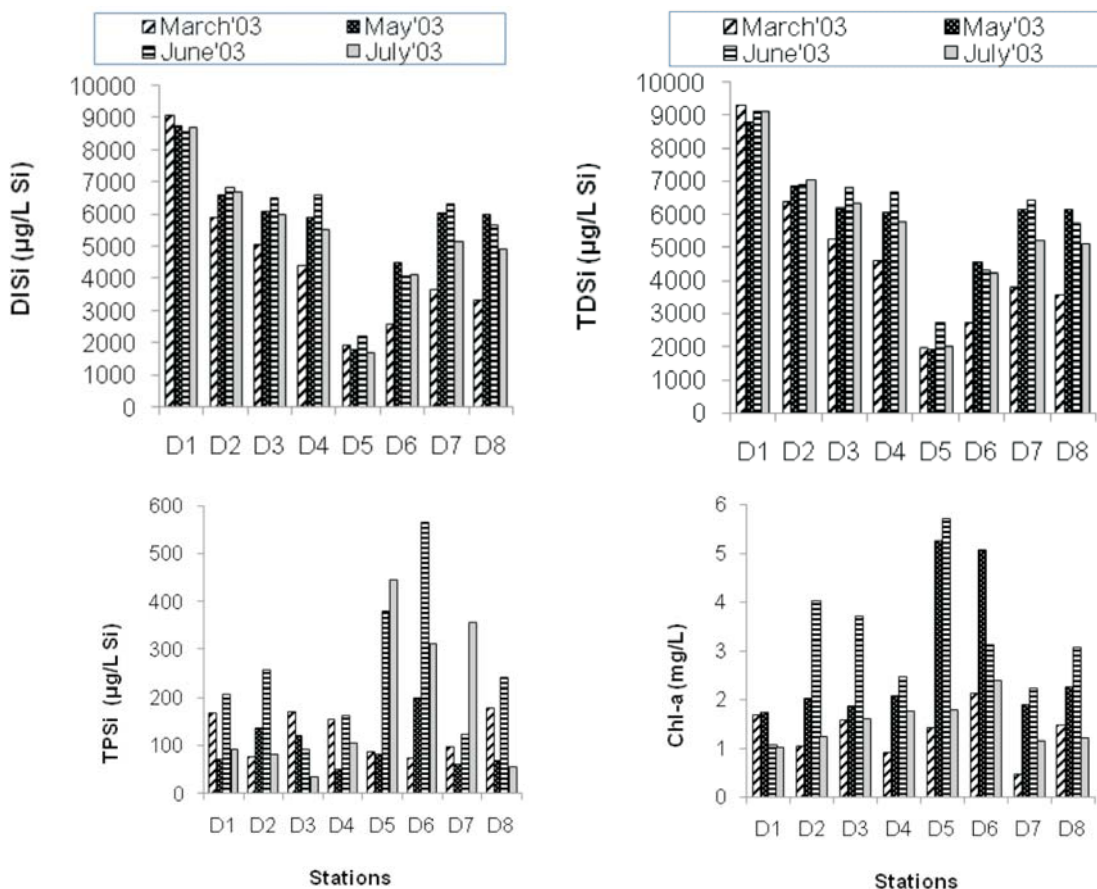 March'03 May'03
June'03 July'03
DISi (µg/L Si)
10000
9000
8000
7000
6000
5000
4000
3000
2000
1000
0
D1 D2 D3 D4 D5 D6 D7 D8
March'03 May'03
June'03 July'03
TDSi (µg/L Si)
10000
9000
8000
7000
6000
5000
4000
3000
2000
1000
0
D1 D2 D3 D4 D5 D6 D7 D8
TPSi (µg/L Si)
600
500
400
300
200
100
0
D1 D2 D3 D4 D5 D6 D7 D8
Stations
Chl-a (mg/L)
6
5
4
3
2
1
0
D1 D2 D3 D4 D5 D6 D7 D8
Stations